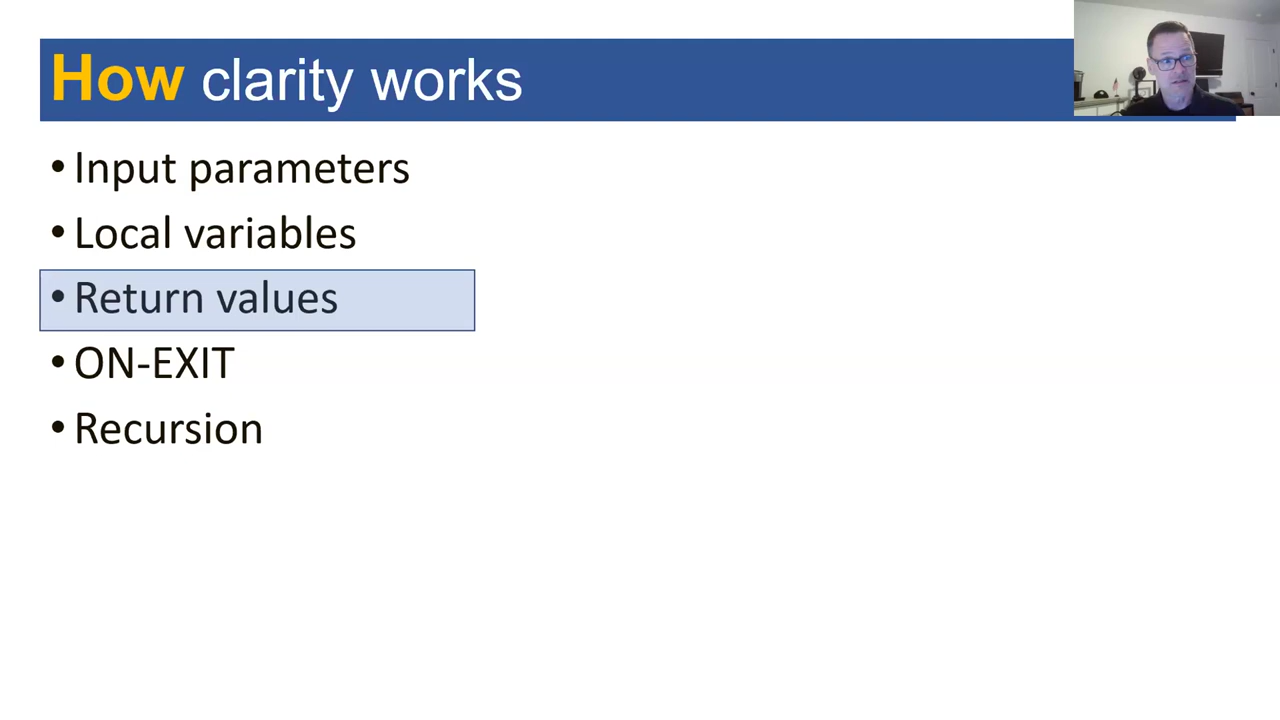 How clarity works
• Input parameters
• Local variables
• Return values
• ON-EXIT
• Recursion